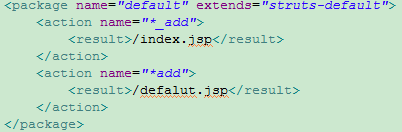 <package name="default" extends="struts-default">
<action name="*_add">
<result>/index.jsp</result>
</action>
<action name="*add">
<result>/defalut.jsp</result>
</action>
</package>